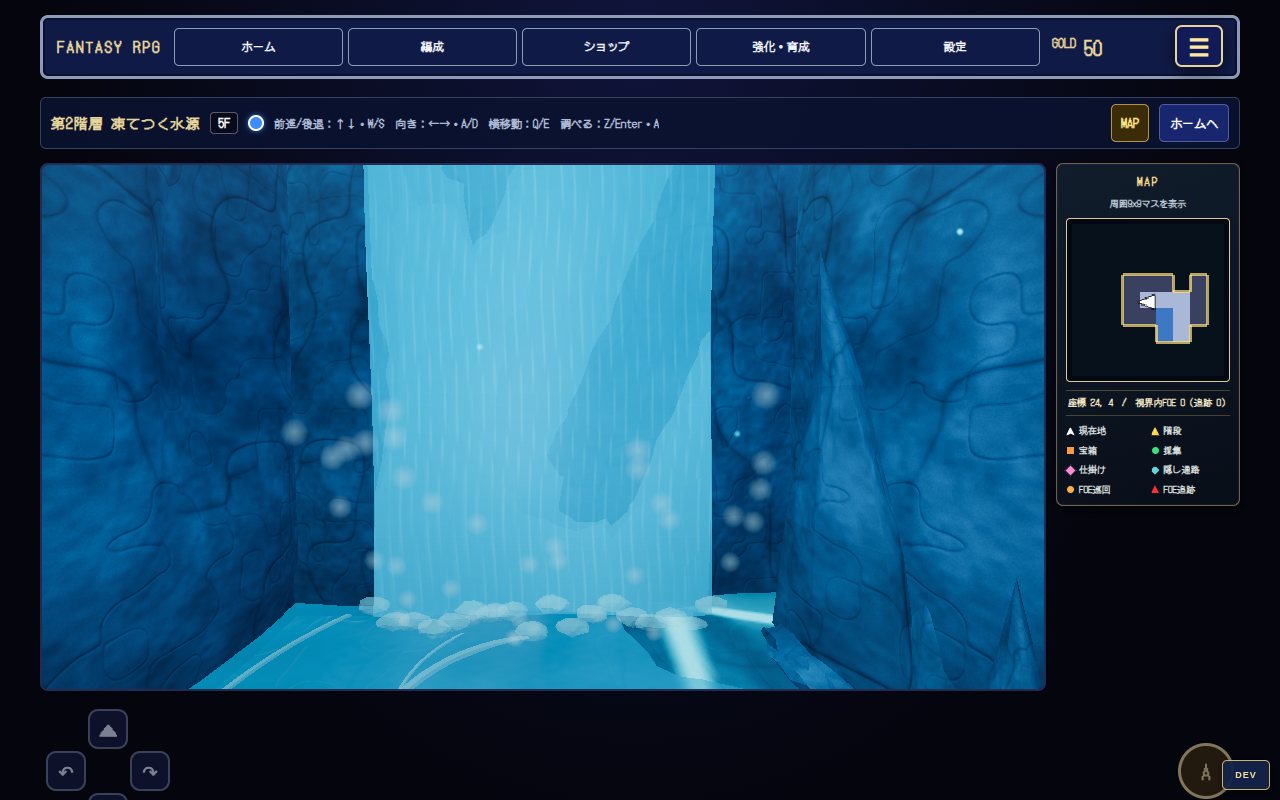 FANTASY RPG
ホーム
編成
ショップ
強化・育成
設定
GOLD 50
第2階層 凍てつく水源
5F
前進/後退:↑↓・W/S 向き:←→・A/D 横移動:Q/E 調べる:Z/Enter・A
MAP
ホームへ
MAP
周囲9x9マスを表示
座標 24, 4 / 視界内FOE 0 (追跡 0)
現在地
階段
宝箱
採集
仕掛け
隠し通路
FOE巡回
FOE追跡
A
DEV